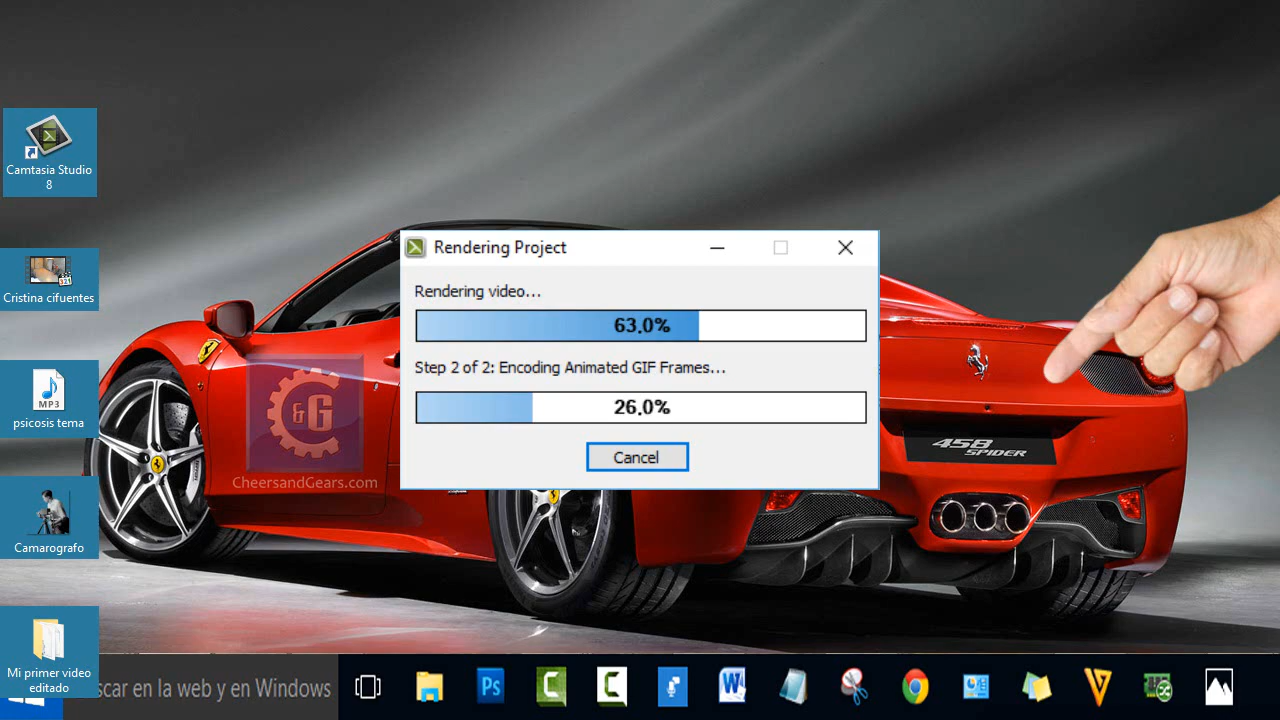 Camtasia Studio
8
Cristina cifuentes
321
MP3
psicosis tema
Camarografo
Mi primer video
editado
Rendering Project
Rendering video...
63.0%
Step 2 of 2: Encoding Animated GIF Frames...
26.0%
Cancel
&G
CheersandGears.com
458
SPIDER
scar en la web y en Windows
Ps
W